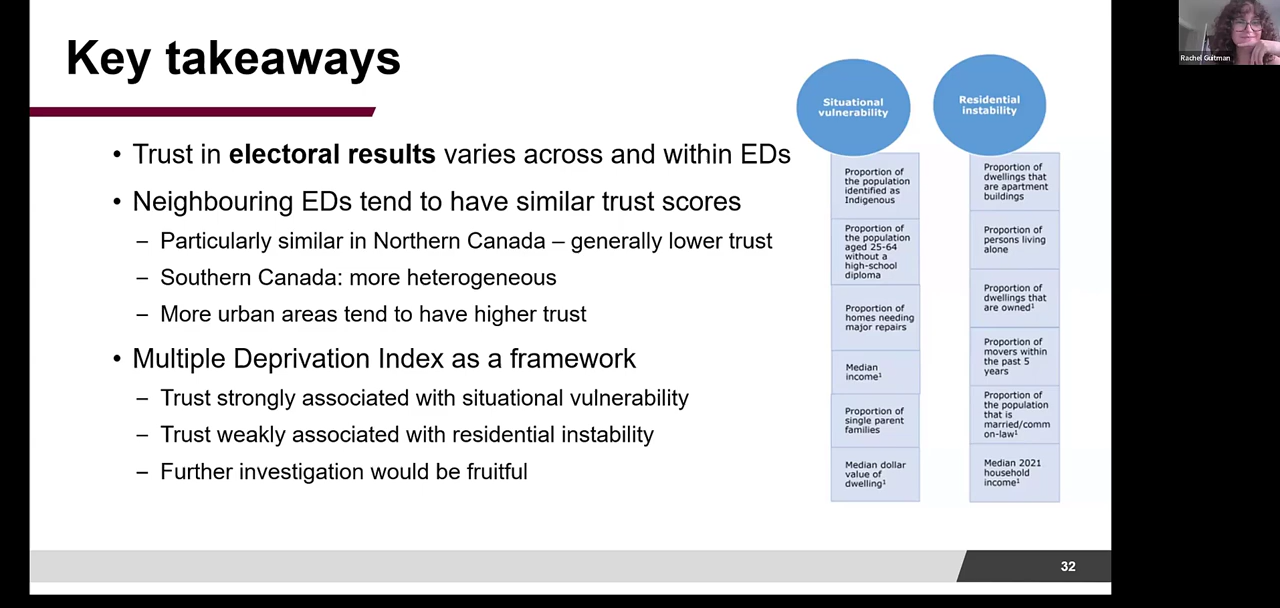 Key takeaways
• Trust in electoral results varies across and within EDs
• Neighbouring EDs tend to have similar trust scores
– Particularly similar in Northern Canada – generally lower trust
– Southern Canada: more heterogeneous
– More urban areas tend to have higher trust
• Multiple Deprivation Index as a framework
– Trust strongly associated with situational vulnerability
– Trust weakly associated with residential instability
– Further investigation would be fruitful
Situational
vulnerability
Proportion of
the population
identified as
Indigenous
Proportion of
the population
aged 25-64
without a
high-school
diploma
Proportion of
homes needing
major repairs
Median
income¹
Proportion of
single parent
families
Median dollar
value of
dwelling¹
Residential
instability
Proportion of
dwellings that
are apartment
buildings
Proportion of
persons living
alone
Proportion of
dwellings that
are owned¹
Proportion of
movers within
the past 5
years
Proportion of
the population
that is
married/comm
on-law¹
Median 2021
household
income¹
32
Rachel Guitman